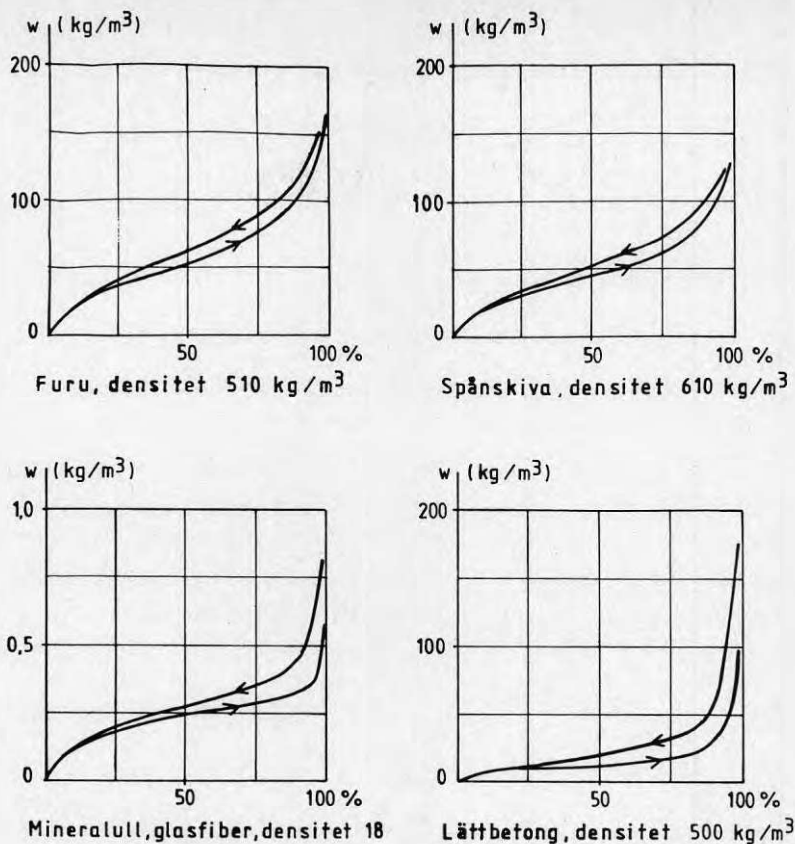 w (kg/m³)
200
100
0
50
100 %
Furu, densitet 510 kg/m³
w (kg/m³)
200
100
0
50
100 %
Spånskiva, densitet 610 kg/m³
w (kg/m³)
1,0
0,5
0
50
100 %
Mineralull, glasfiber, densitet 18
w (kg/m³)
200
100
0
50
100 %
Lättbetong, densitet 500 kg/m³